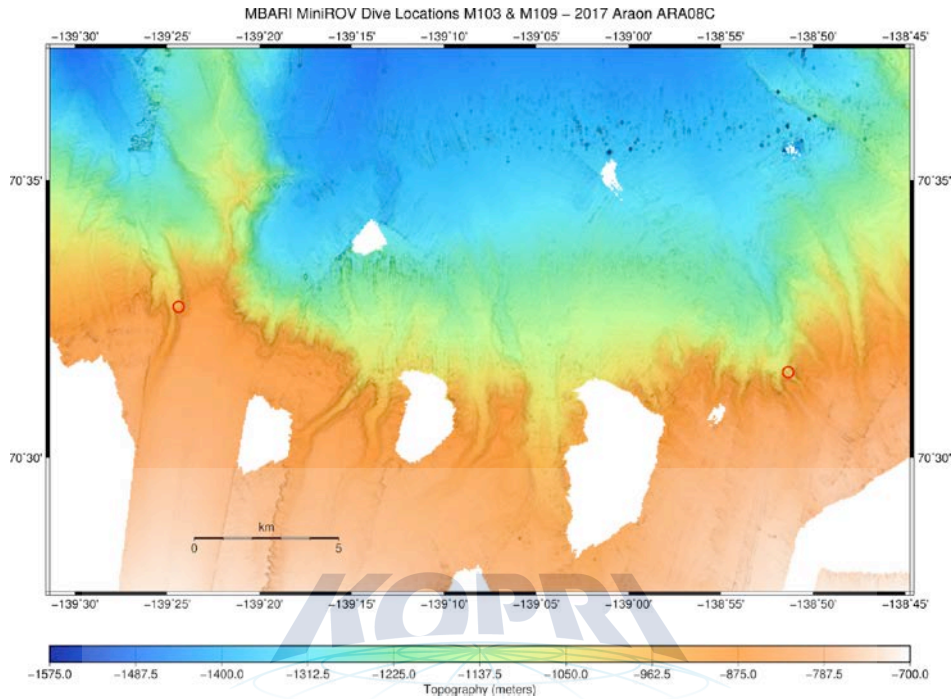 MBARI MiniROV Dive Locations M103 & M109 – 2017 Araon ARA08C
−139˚30' −139˚25' −139˚20' −139˚15' −139˚10' −139˚05' −139˚00' −138˚55' −138˚50' −138˚45'
70˚35' 70˚35'
70˚30' 70˚30'
km
0 5
−139˚30' −139˚25' −139˚20' −139˚15' −139˚10' −139˚05' −139˚00' −138˚55' −138˚50' −138˚45'
KOPRI
−1575.0 −1487.5 −1400.0 −1312.5 −1225.0 −1137.5 −1050.0 −962.5 −875.0 −787.5 −700.0
Topography (meters)